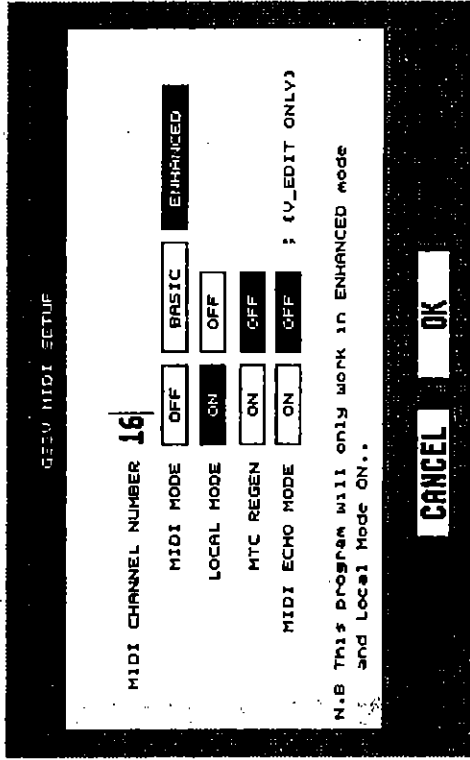 MIDI SETUP
MIDI CHANNEL NUMBER 16
MIDI MODE OFF BASIC ENHANCED
LOCAL MODE ON OFF
MTC REGEN ON OFF
MIDI ECHO MODE ON OFF ; {V_EDIT ONLY}
N.B This program will only work in ENHANCED mode
and Local Mode ON..
CANCEL OK